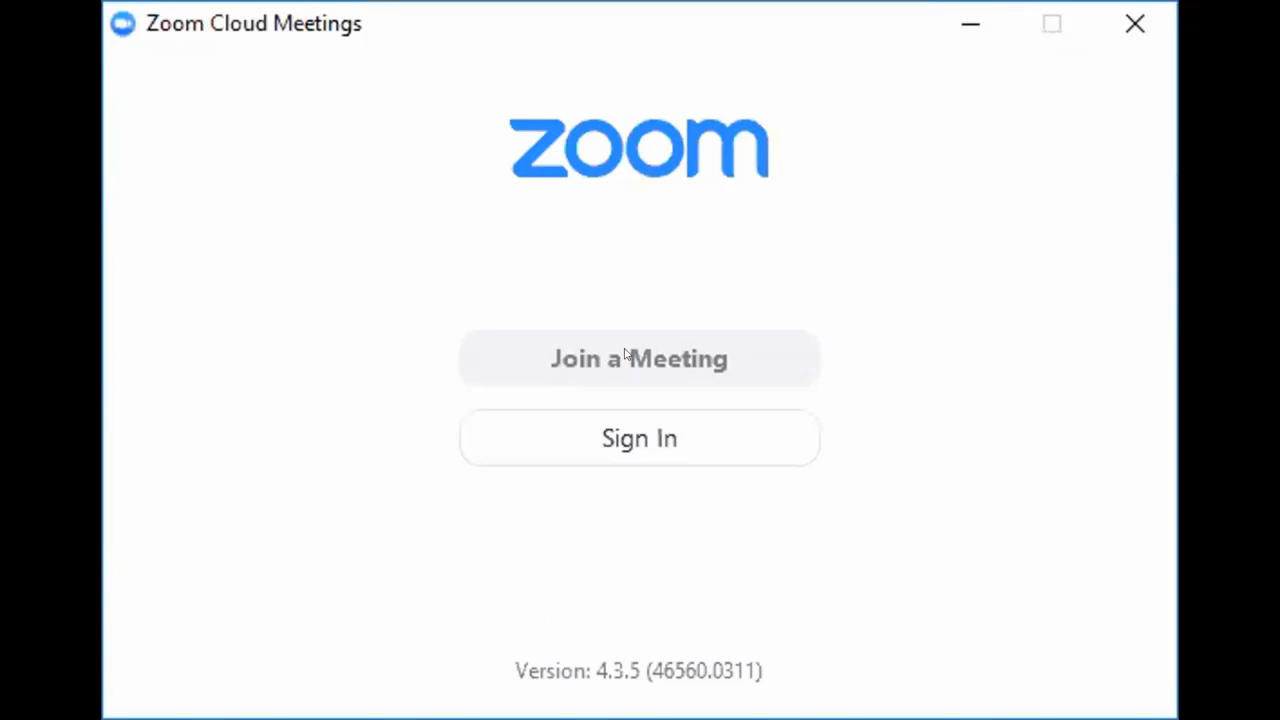 Zoom Cloud Meetings
zoom
Join a Meeting
Sign In
Version: 4.3.5 (46560.0311)